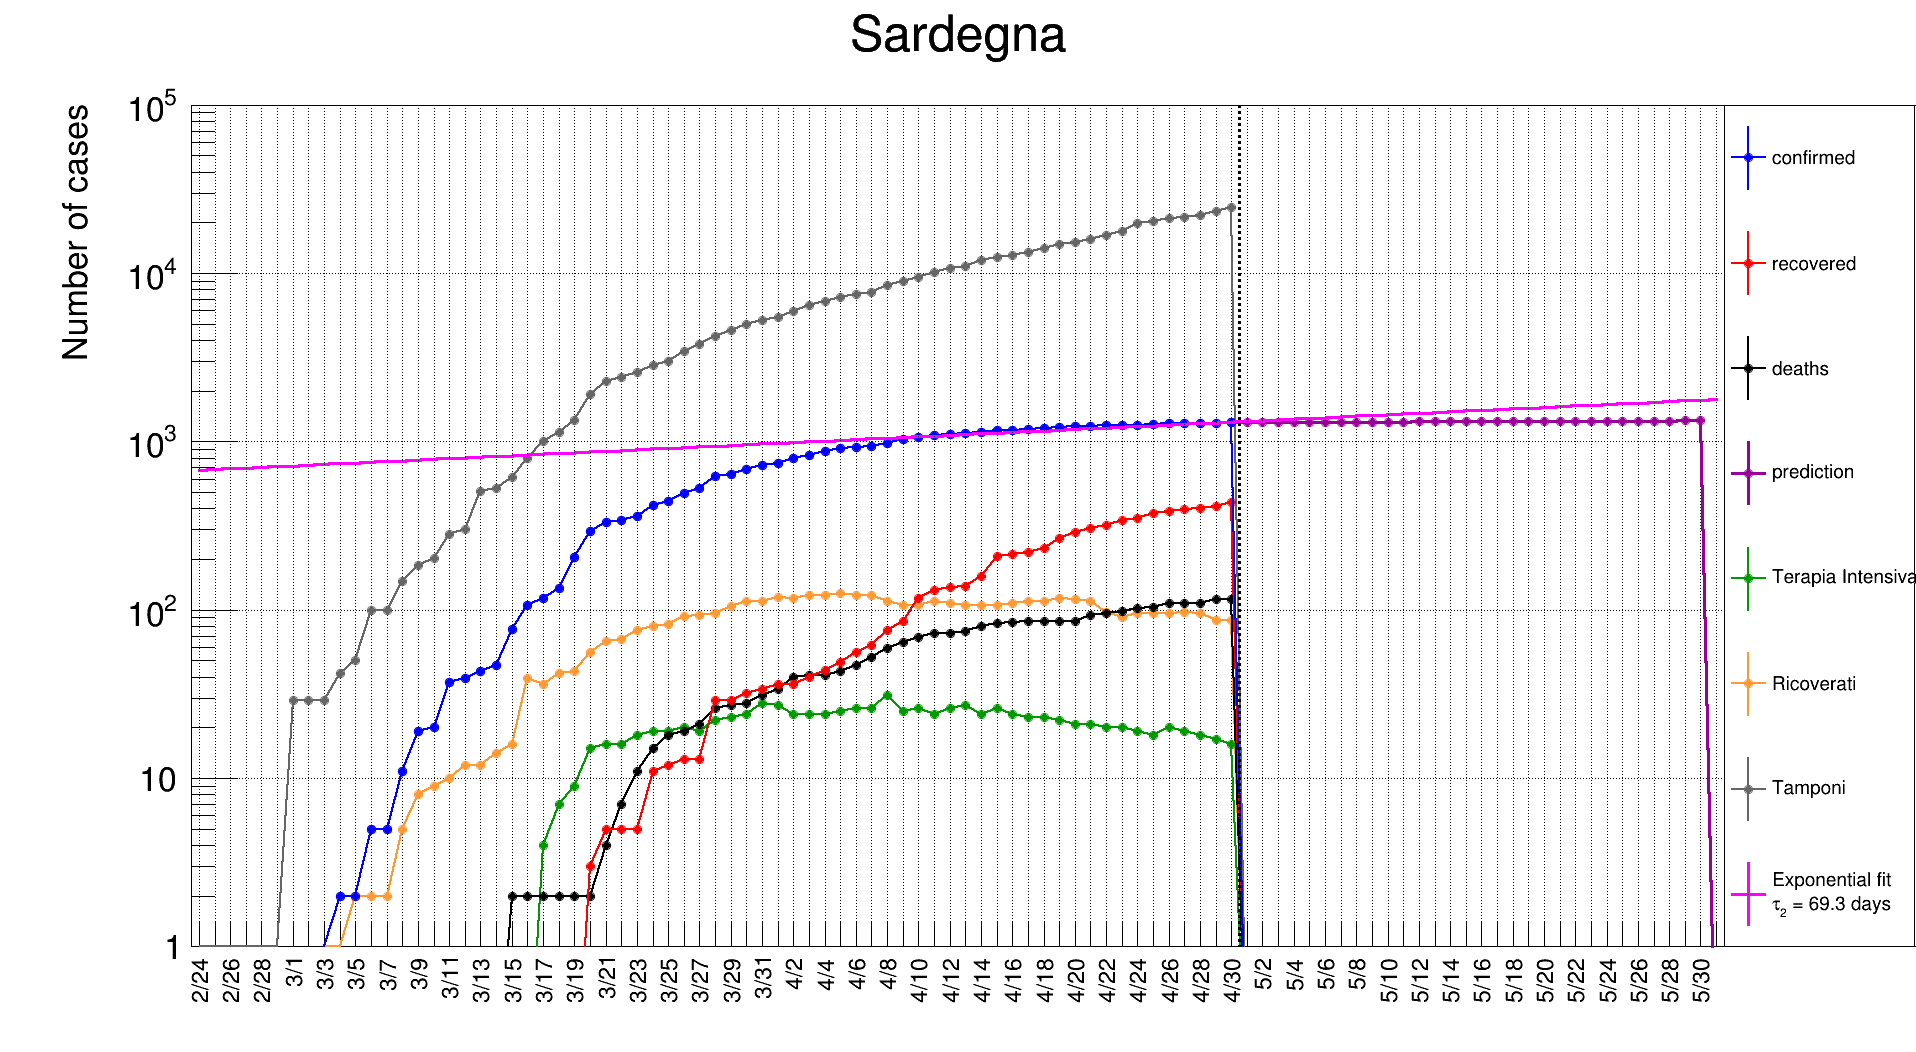 Sardegna
Number of cases
10^5
10^4
10^3
10^2
10
1
2/24 2/26 2/28 3/1 3/3 3/5 3/7 3/9 3/11 3/13 3/15 3/17 3/19 3/21 3/23 3/25 3/27 3/29 3/31 4/2 4/4 4/6 4/8 4/10 4/12 4/14 4/16 4/18 4/20 4/22 4/24 4/26 4/28 4/30 5/2 5/4 5/6 5/8 5/10 5/12 5/14 5/16 5/18 5/20 5/22 5/24 5/26 5/28 5/30
confirmed
recovered
deaths
prediction
Terapia Intensiva
Ricoverati
Tamponi
Exponential fit
τ₂ = 69.3 days